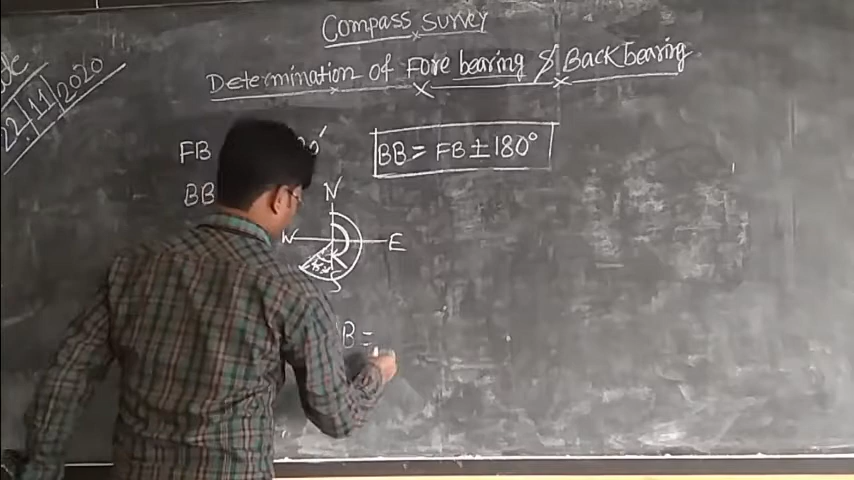 Compass Survey
Determination of Fore bearing & Back bearing
22/11/2020
FB
BB = FB ± 180°
BB
N
W
E
S
B =